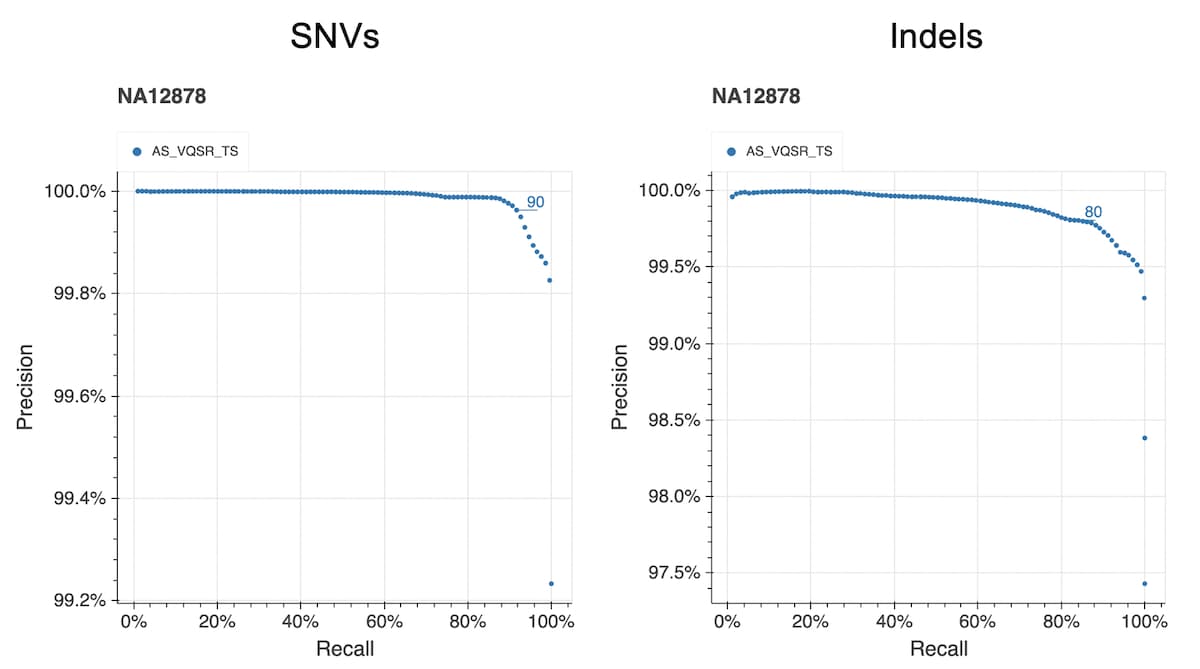 SNVs
NA12878
AS_VQSR_TS
100.0%
99.8%
99.6%
99.4%
99.2%
Precision
90
0% 20% 40% 60% 80% 100%
Recall
Indels
NA12878
AS_VQSR_TS
100.0%
99.5%
99.0%
98.5%
98.0%
97.5%
Precision
80
0% 20% 40% 60% 80% 100%
Recall